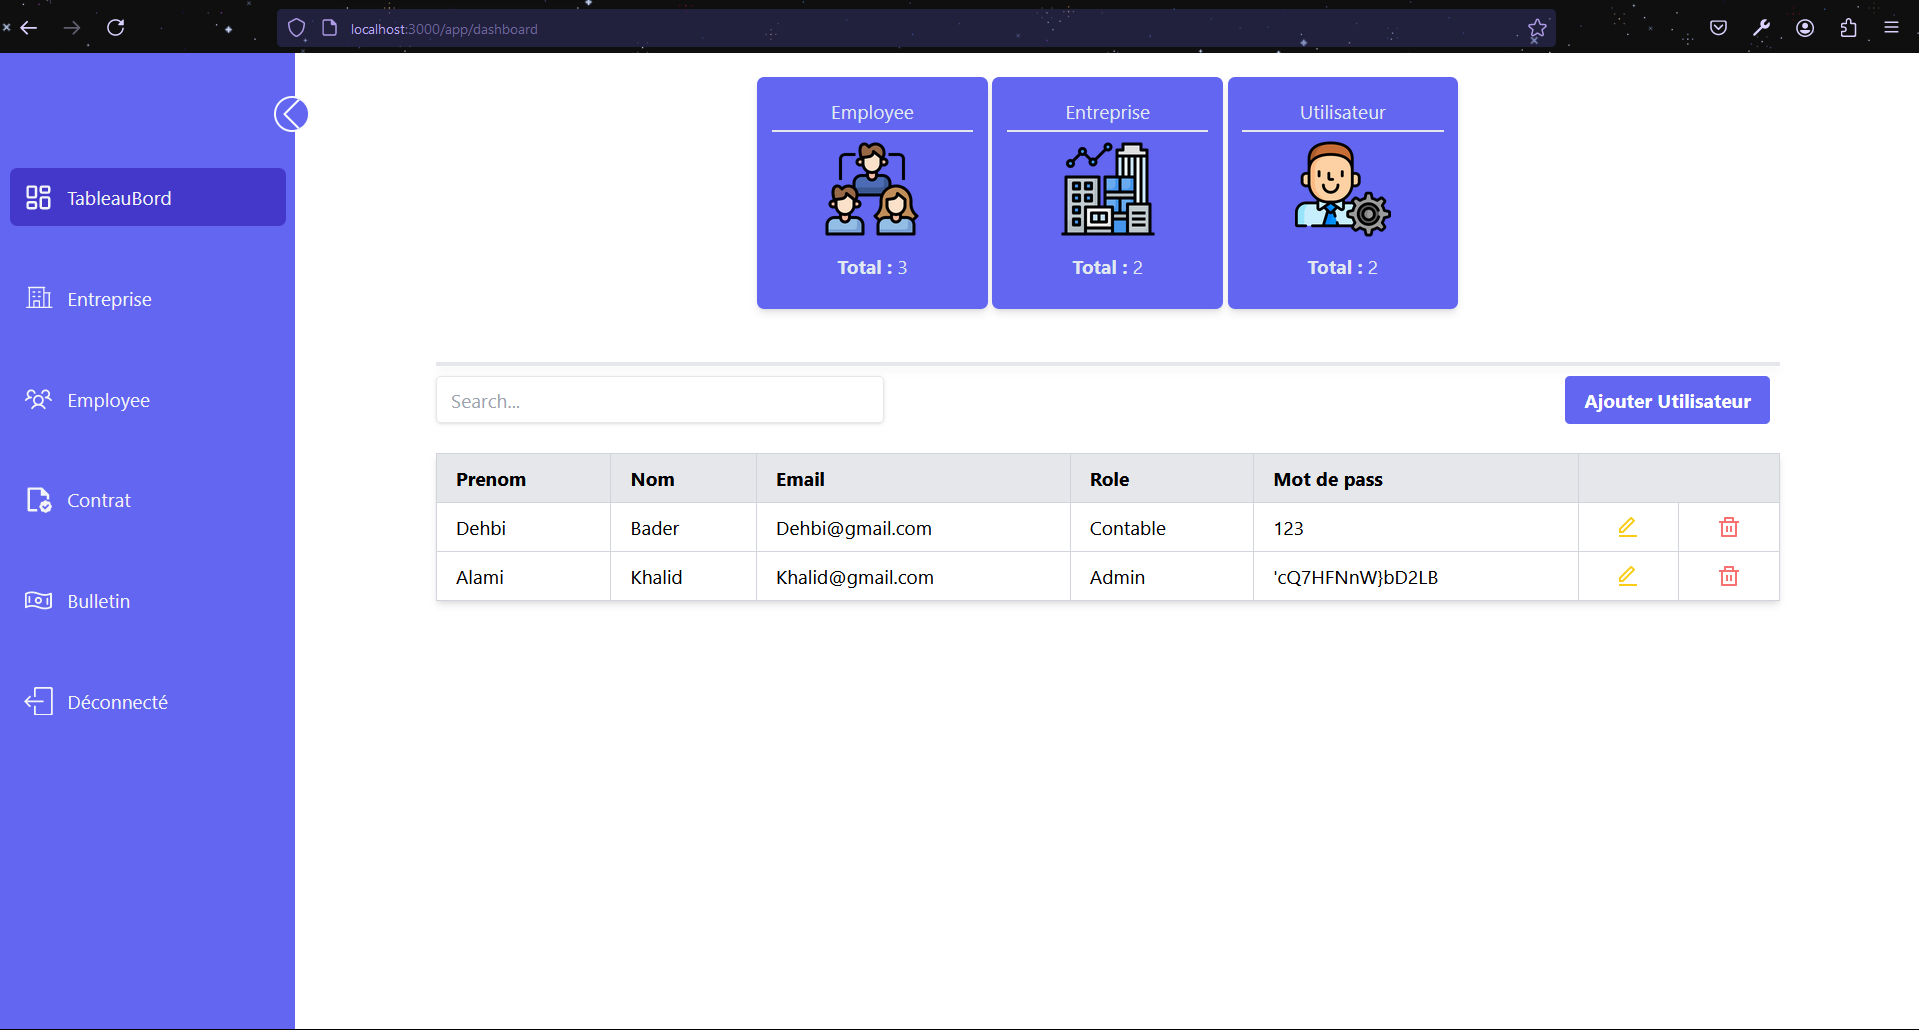 localhost:3000/app/dashboard
TableauBord
Entreprise
Employee
Contrat
Bulletin
Déconnecté
Employee
Total : 3
Entreprise
Total : 2
Utilisateur
Total : 2
Search...
Ajouter Utilisateur
Prenom Nom Email Role Mot de pass
Dehbi Bader Dehbi@gmail.com Contable 123
Alami Khalid Khalid@gmail.com Admin 'cQ7HFNnW}bD2LB